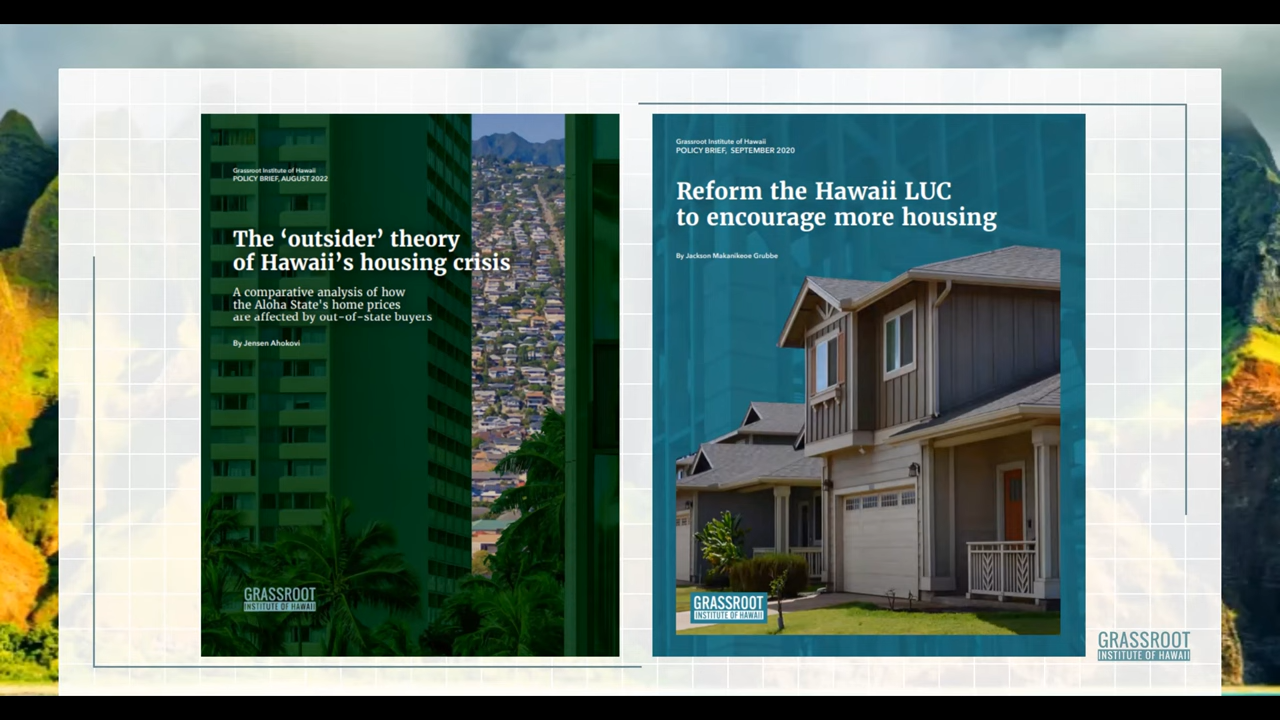 Grassroot Institute of Hawaii
POLICY BRIEF, AUGUST 2022
The ‘outsider’ theory
of Hawaii’s housing crisis
A comparative analysis of how
the Aloha State's home prices
are affected by out-of-state buyers
By Jensen Ahokovi
GRASSROOT
INSTITUTE OF HAWAII
Grassroot Institute of Hawaii
POLICY BRIEF, SEPTEMBER 2020
Reform the Hawaii LUC
to encourage more housing
By Jackson Makanikeoe Grubbe
GRASSROOT
INSTITUTE OF HAWAII
GRASSROOT
INSTITUTE OF HAWAII